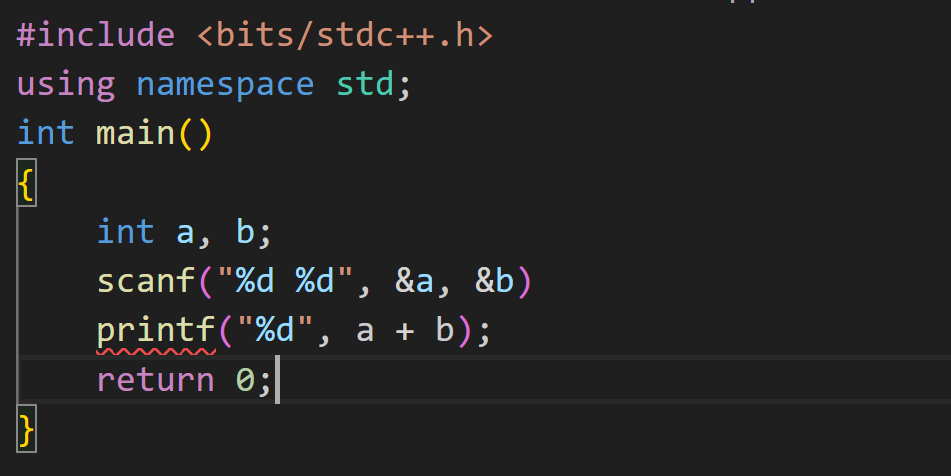 #include <bits/stdc++.h>
using namespace std;
int main()
{
    int a, b;
    scanf("%d %d", &a, &b)
    printf("%d", a + b);
    return 0;
}